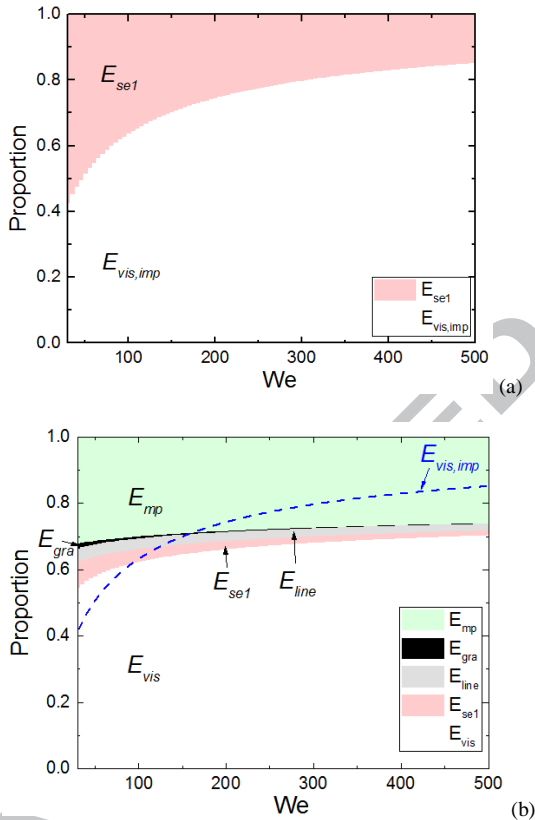 1.0
0.8
0.6
0.4
0.2
0.0
Proportion
E_se1
E_vis,imp
E_se1
E_vis,imp
100
200
300
400
500
We
(a)
1.0
0.8
0.6
0.4
0.2
0.0
Proportion
E_vis,imp
E_mp
E_gra
E_se1
E_line
E_vis
E_mp
E_gra
E_line
E_se1
E_vis
100
200
300
400
500
We
(b)